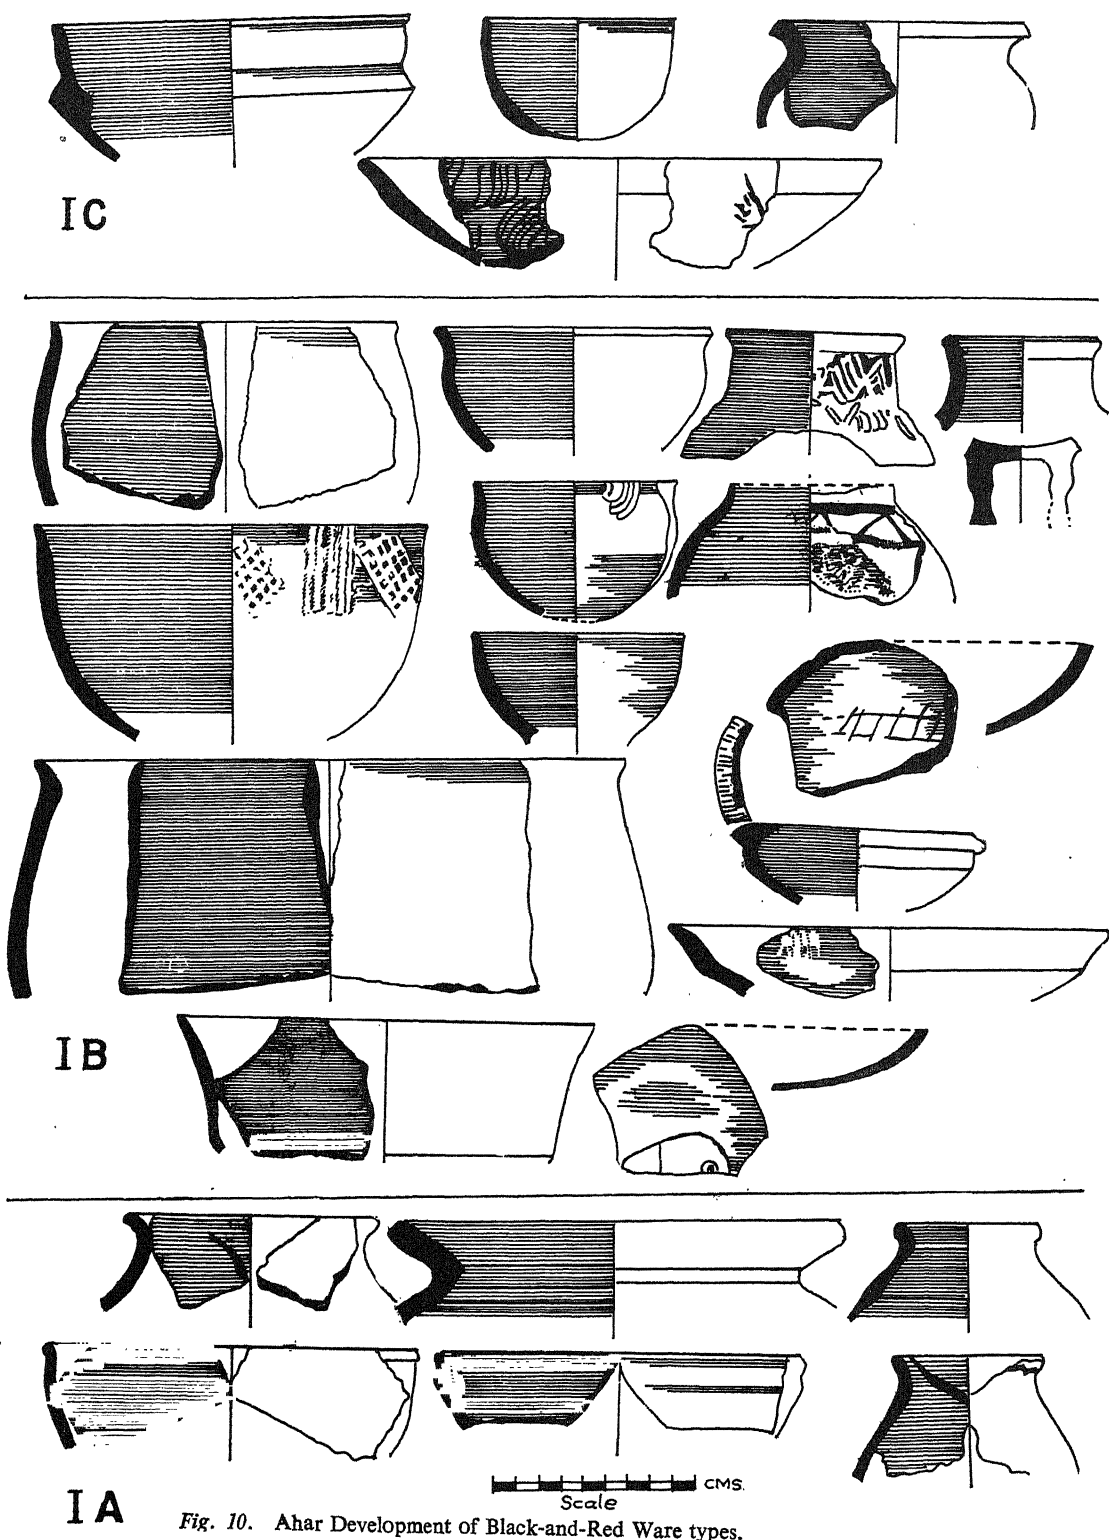 IC
IB
CMS.
Scale
IA
Fig. 10. Ahar Development of Black-and-Red Ware types.